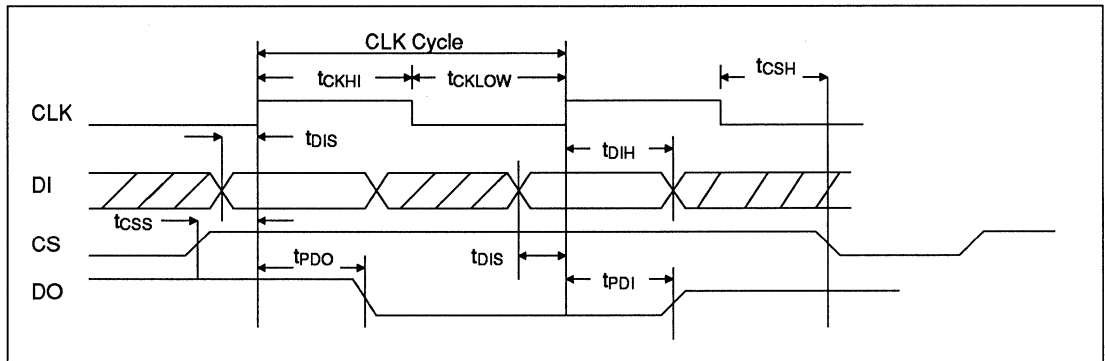 CLK Cycle
tCKHI
tCKLOW
tCSH
CLK
tDIS
tDIH
DI
tCSS
CS
tPDO
tDIS
tPDI
DO